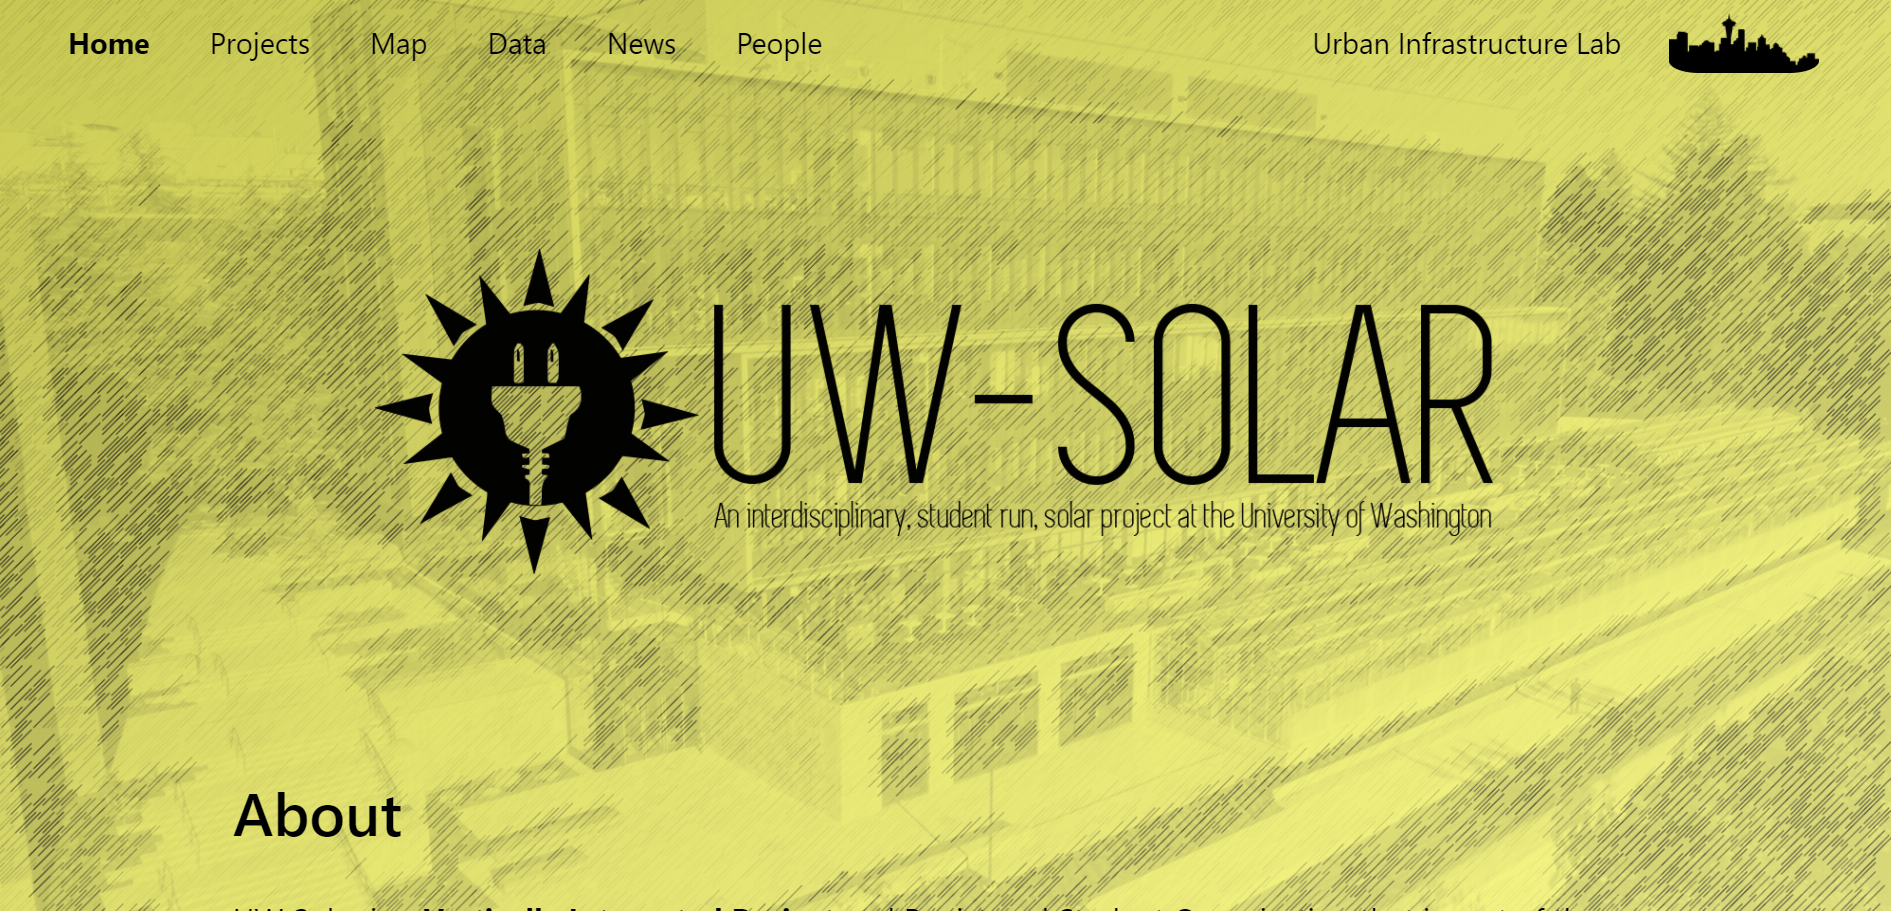 Home Projects Map Data News People Urban Infrastructure Lab
UW-SOLAR
An interdisciplinary, student run, solar project at the University of Washington
About